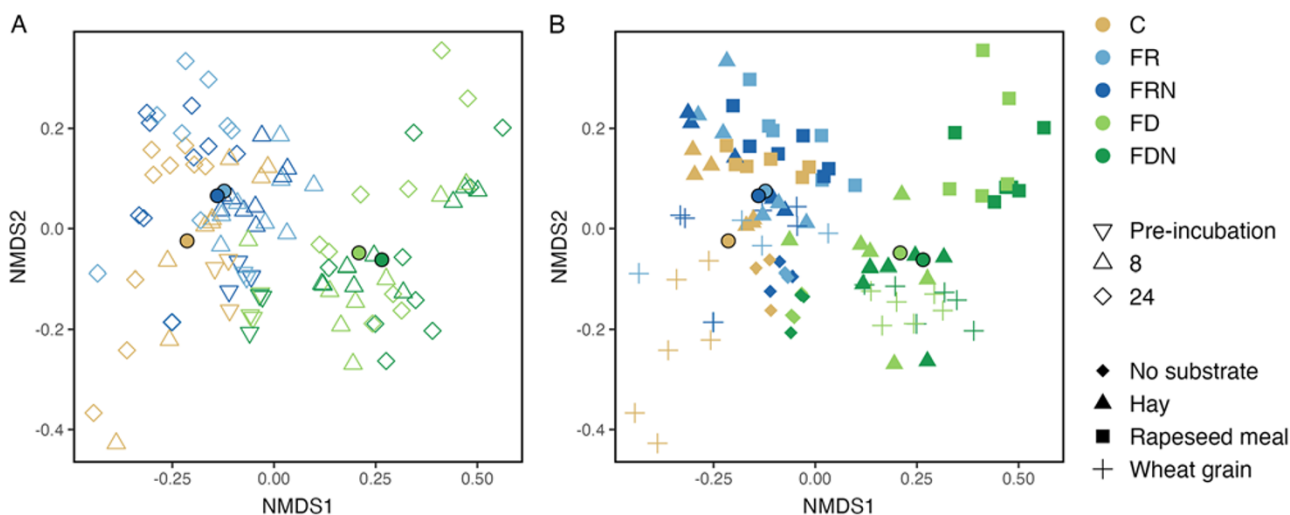 A
B
0.2
0.0
-0.2
-0.4
NMDS2
-0.25
0.00
0.25
0.50
NMDS1
0.2
0.0
-0.2
-0.4
NMDS2
-0.25
0.00
0.25
0.50
NMDS1
C
FR
FRN
FD
FDN
Pre-incubation
8
24
No substrate
Hay
Rapeseed meal
Wheat grain